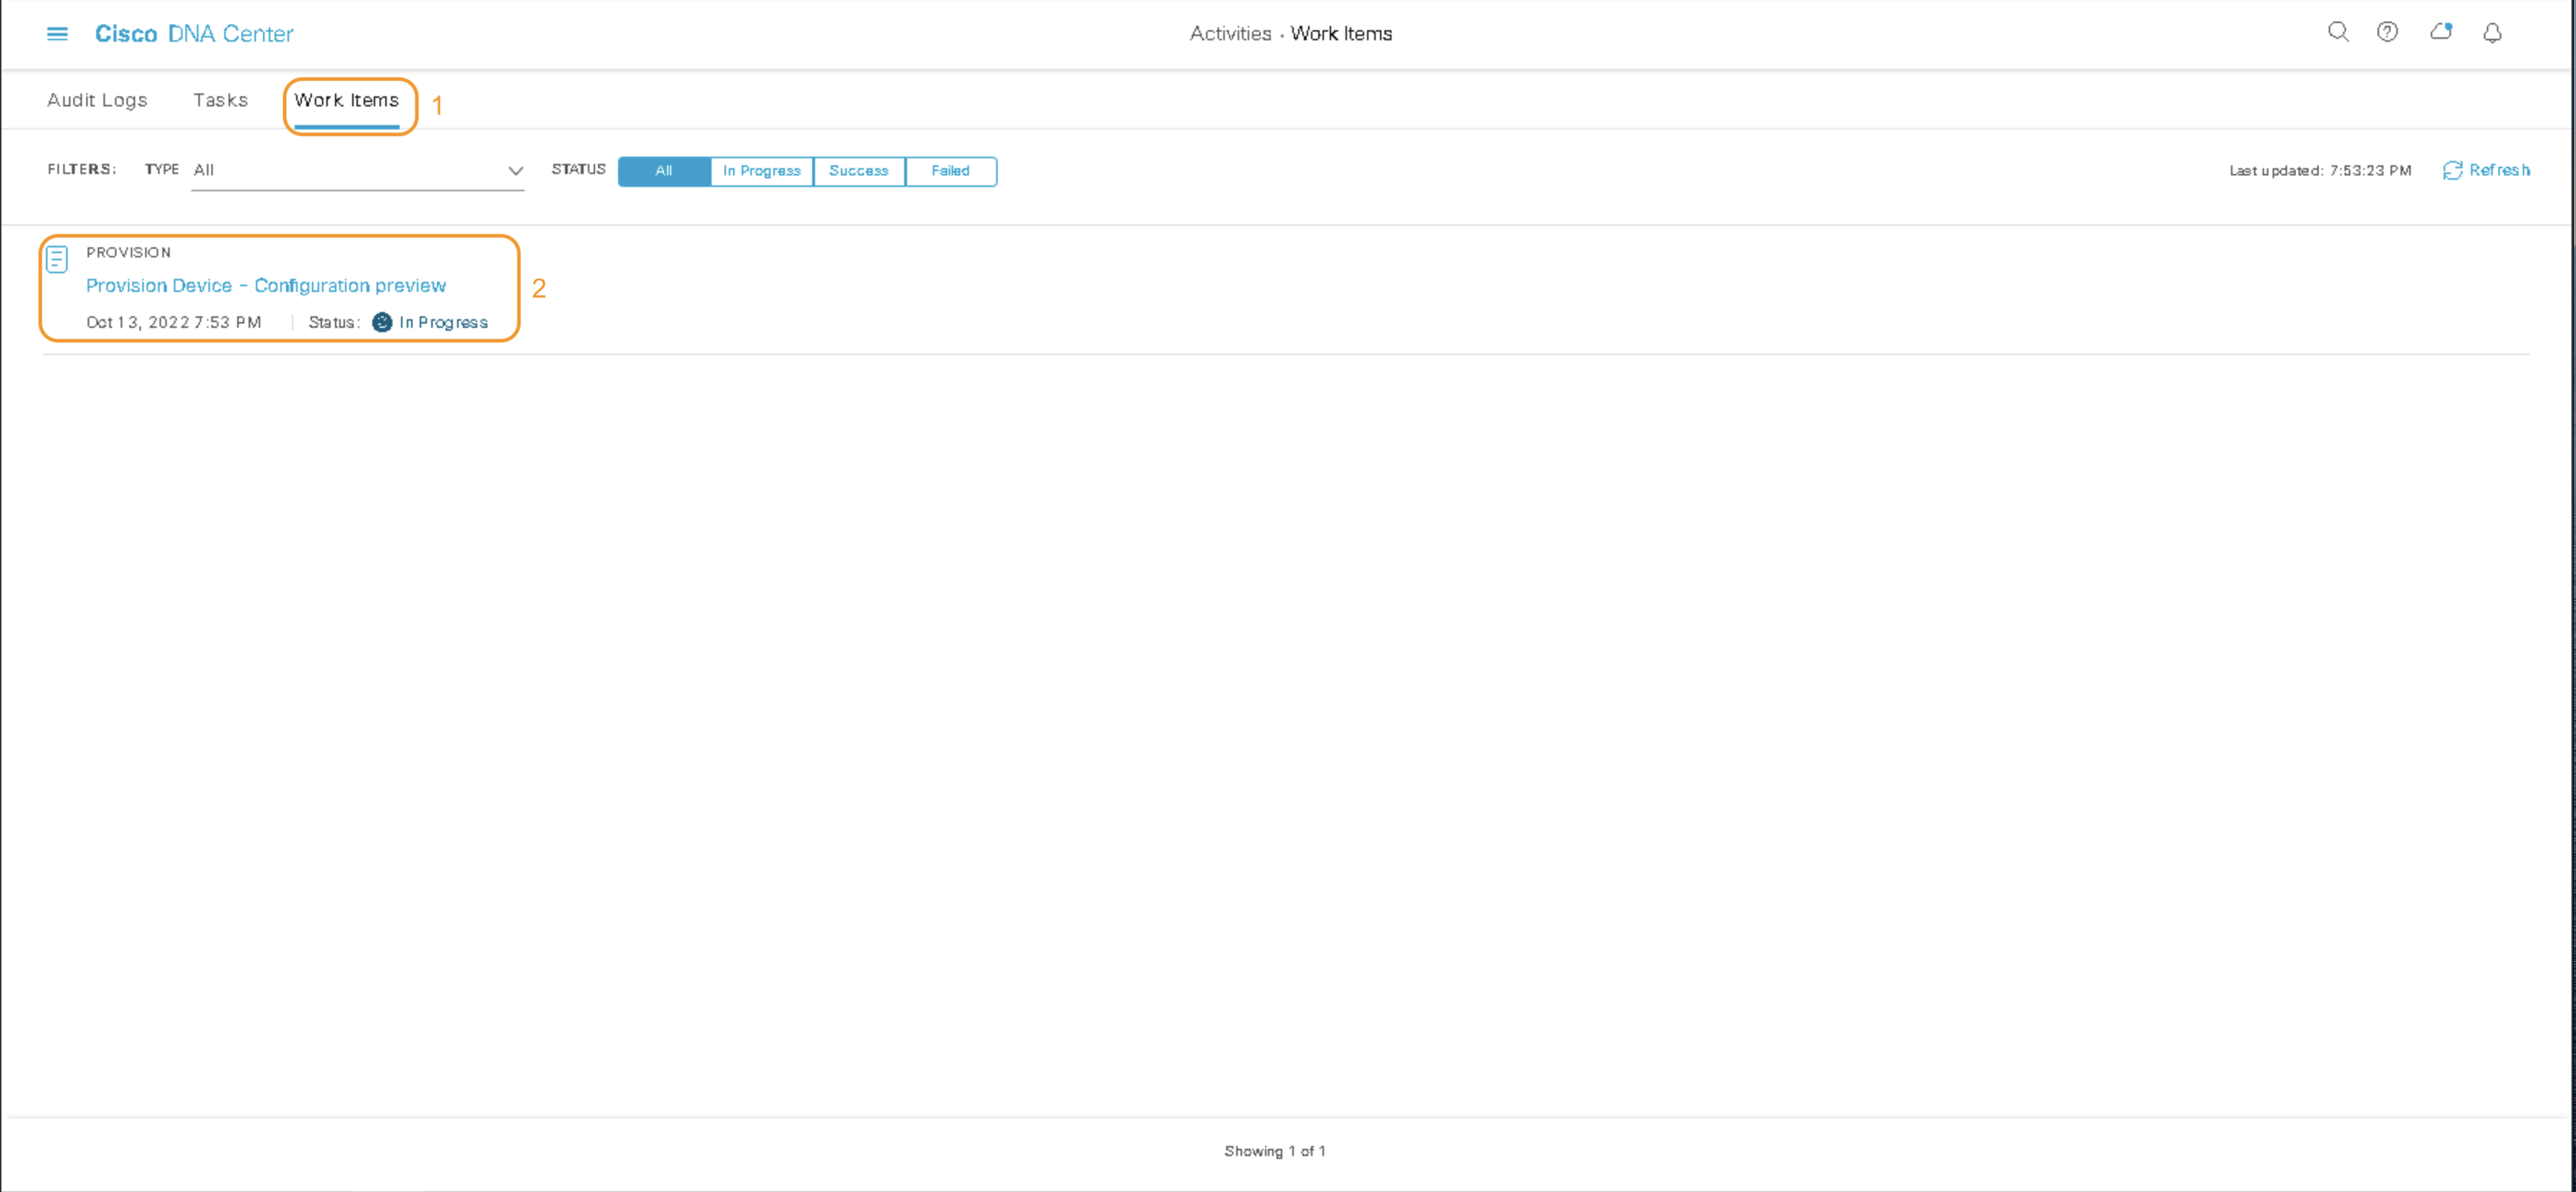 Cisco DNA Center
Activities · Work Items
Audit Logs Tasks Work Items 1
FILTERS: TYPE All STATUS All In Progress Success Failed Last updated: 7:53:23 PM Refresh
PROVISION
Provision Device - Configuration preview 2
Oct 13, 2022 7:53 PM | Status: In Progress
Showing 1 of 1